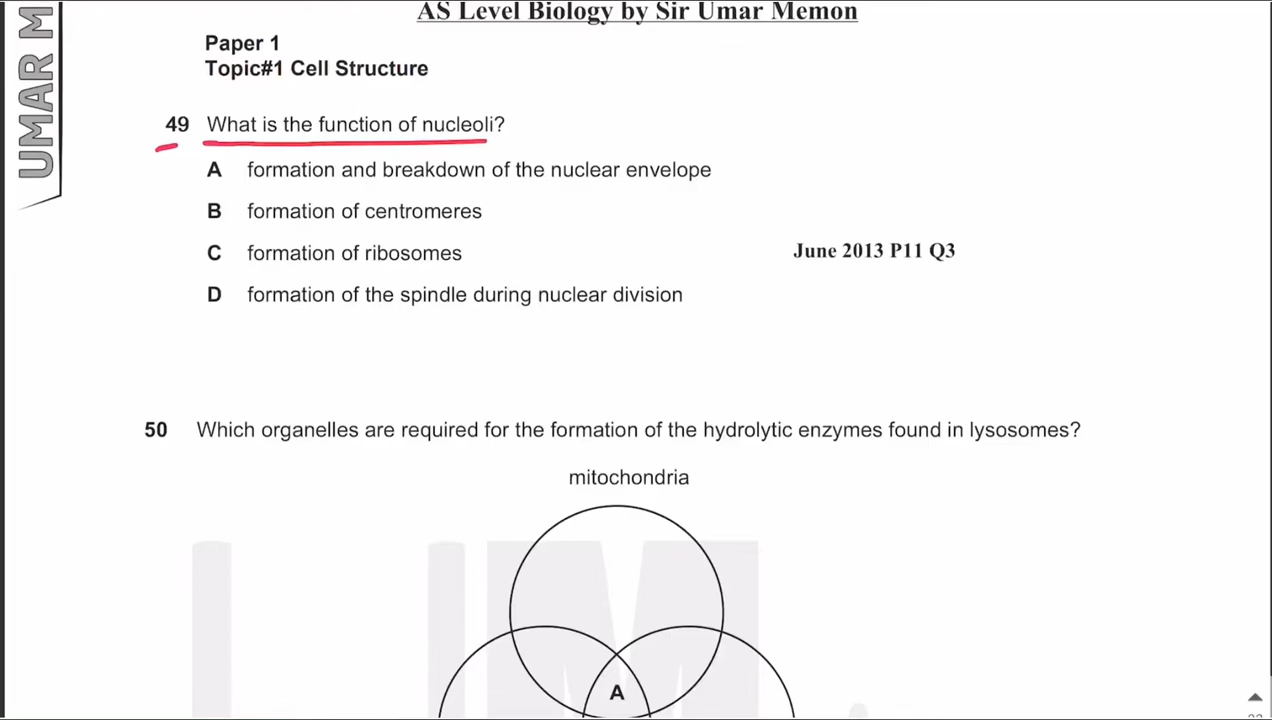 AS Level Biology by Sir Umar Memon
UMAR M
Paper 1
Topic#1 Cell Structure
49 What is the function of nucleoli?
A formation and breakdown of the nuclear envelope
B formation of centromeres
C formation of ribosomes
June 2013 P11 Q3
D formation of the spindle during nuclear division
50 Which organelles are required for the formation of the hydrolytic enzymes found in lysosomes?
mitochondria
A